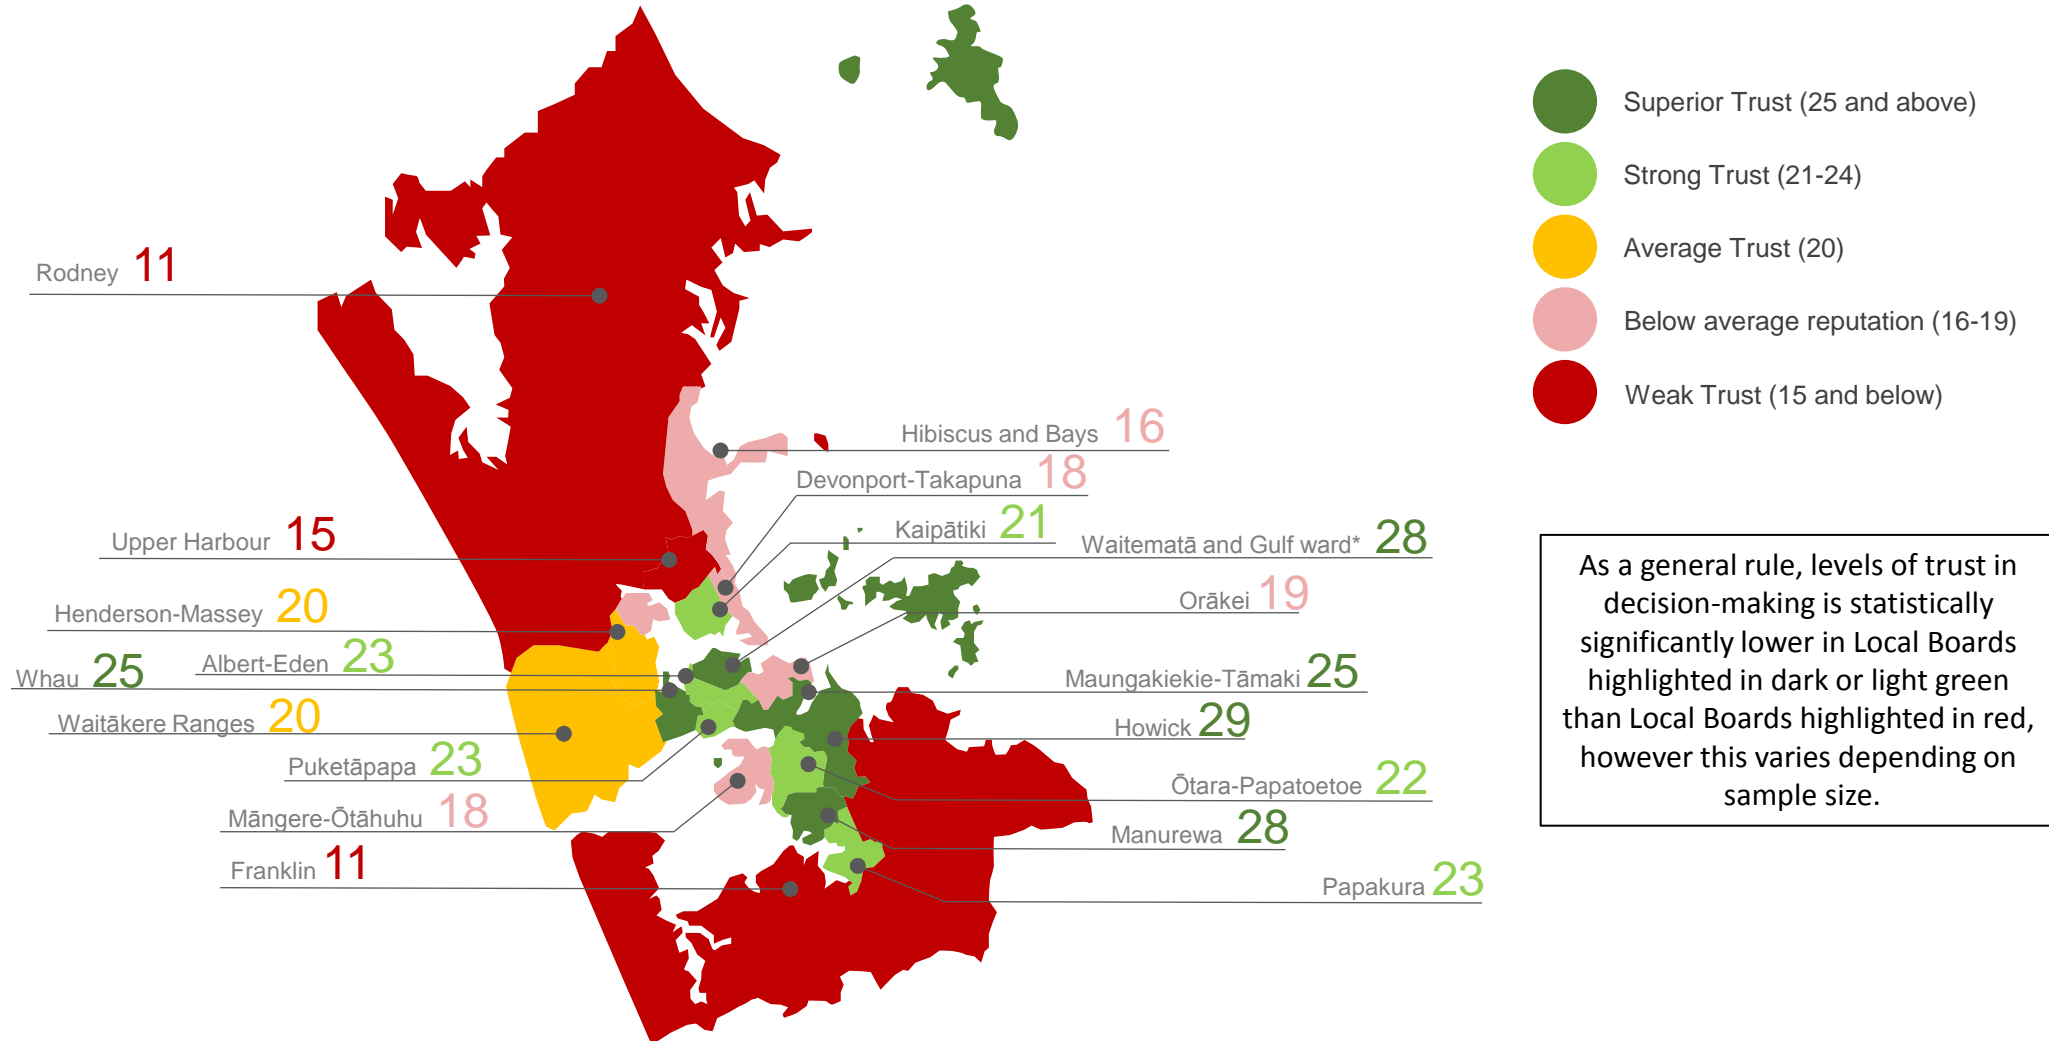 Superior Trust (25 and above)
Strong Trust (21-24)
Average Trust (20)
Below average reputation (16-19)
Weak Trust (15 and below)
Rodney 11
Hibiscus and Bays 16
Devonport-Takapuna 18
Kaipātiki 21
Upper Harbour 15
Waitematā and Gulf ward* 28
Orākei 19
Henderson-Massey 20
Albert-Eden 23
Whau 25
Maungakiekie-Tāmaki 25
Waitākere Ranges 20
Howick 29
Puketāpapa 23
Ōtara-Papatoetoe 22
Māngere-Ōtāhuhu 18
Manurewa 28
Franklin 11
Papakura 23
As a general rule, levels of trust in
decision-making is statistically
significantly lower in Local Boards
highlighted in dark or light green
than Local Boards highlighted in red,
however this varies depending on
sample size.